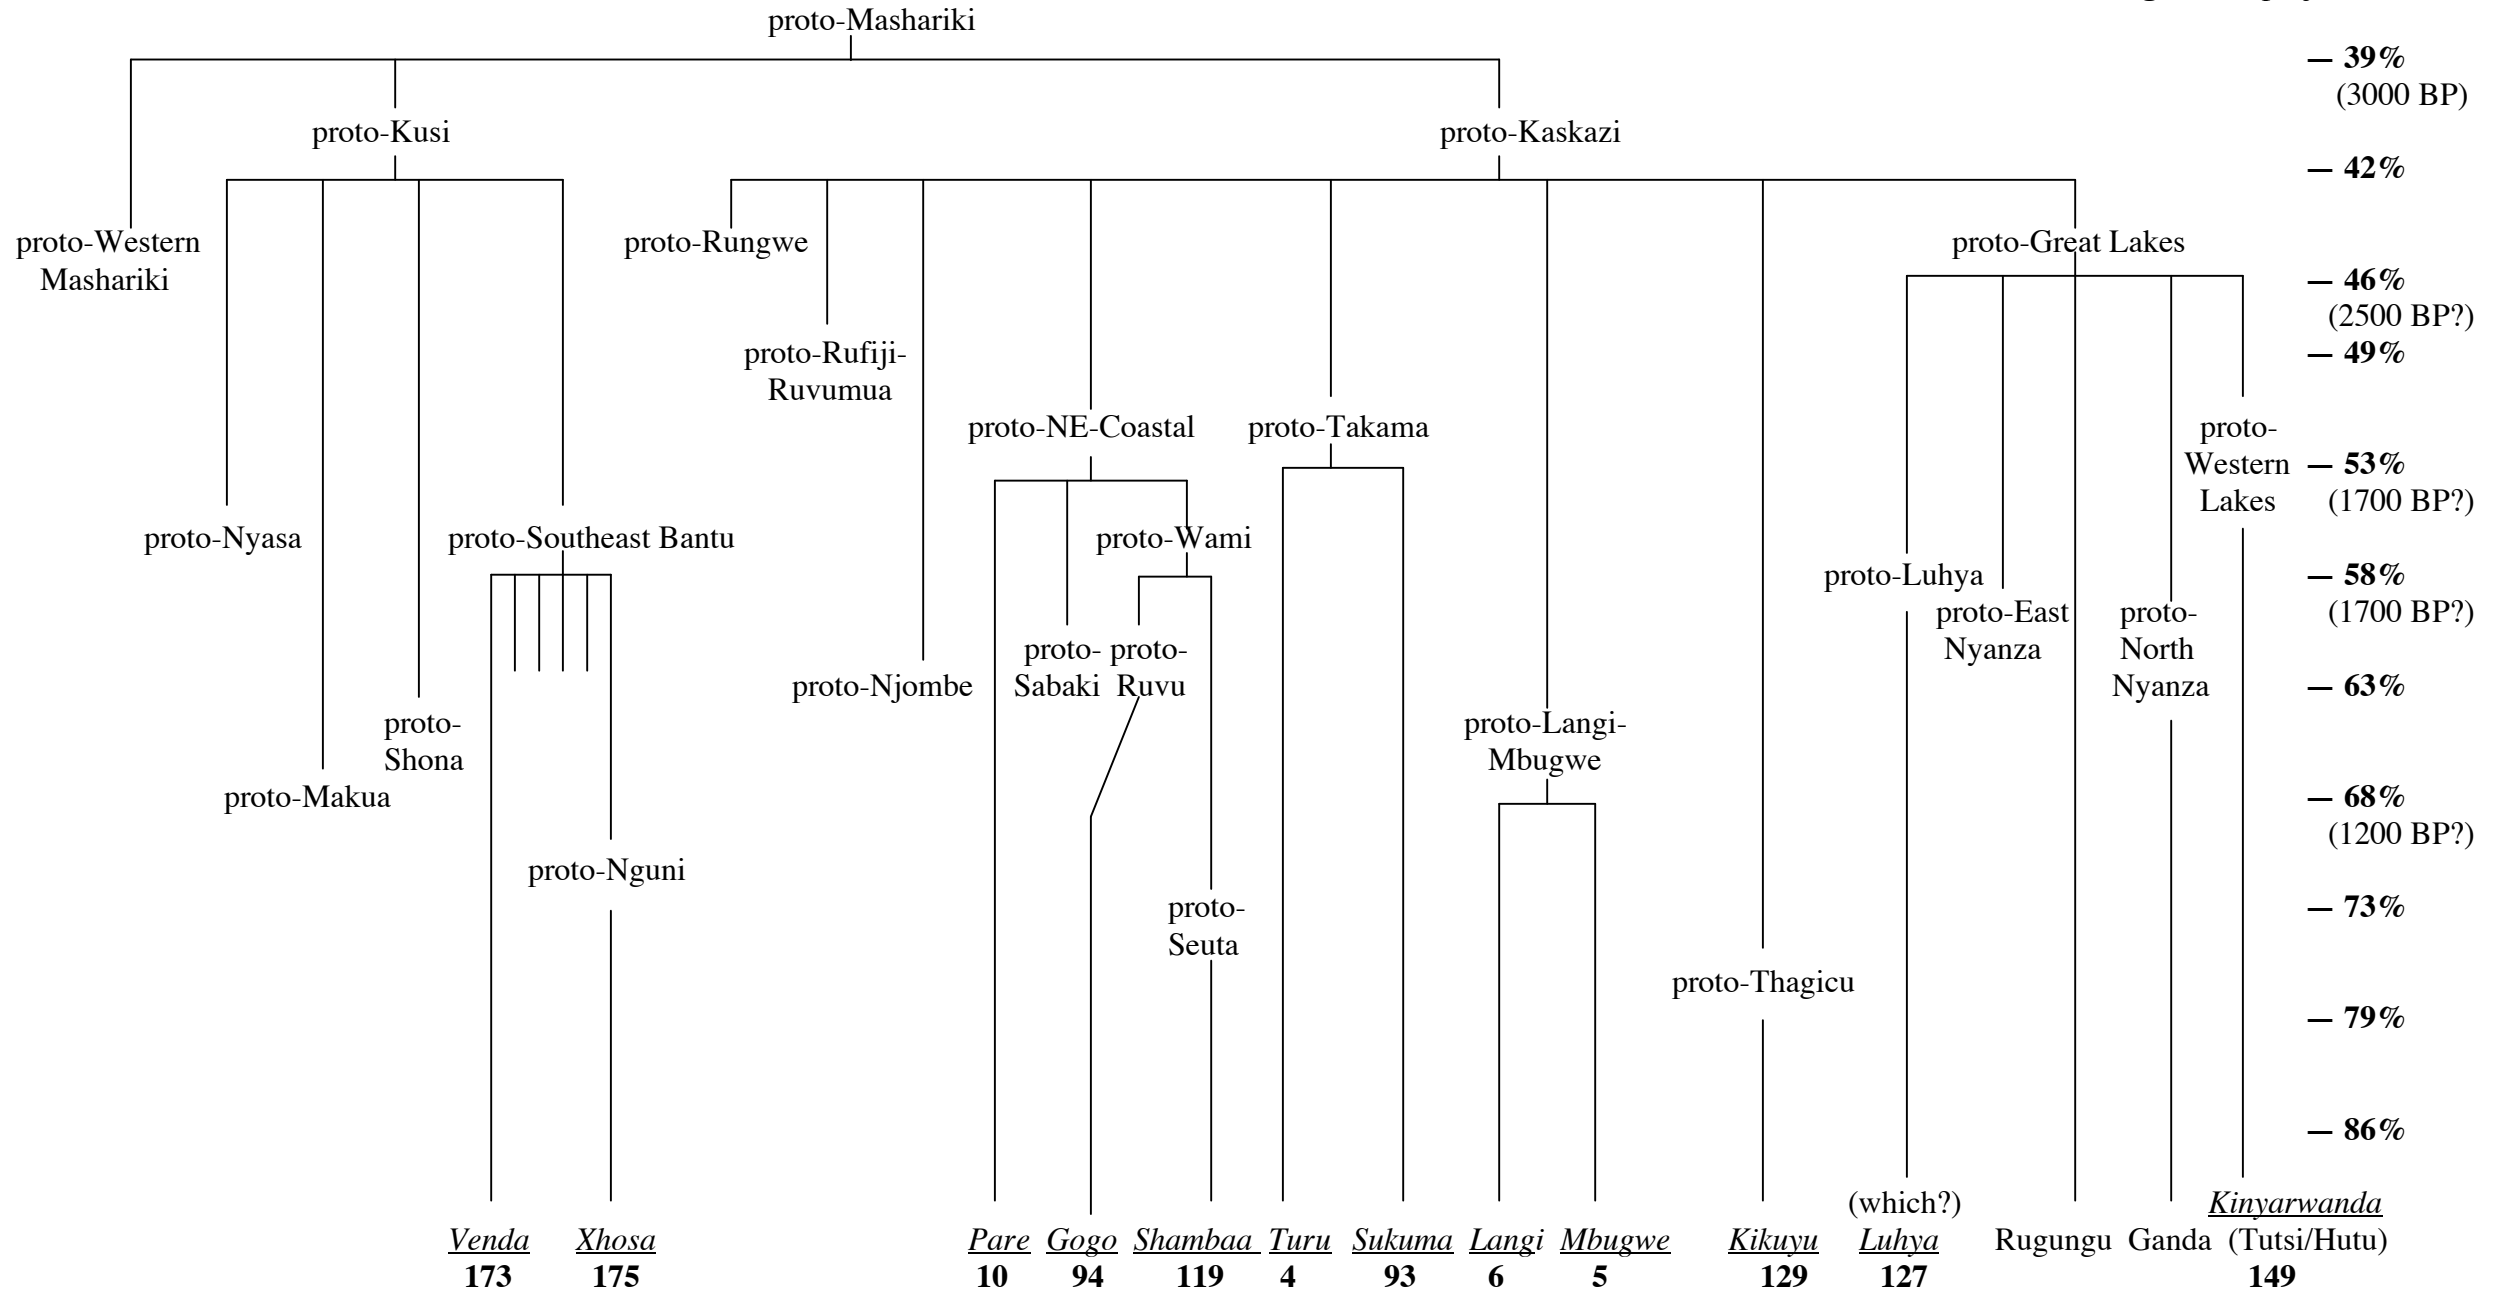 proto-Mashariki
— 39%
(3000 BP)
proto-Kusi
proto-Kaskazi
— 42%
proto-Western
Mashariki
proto-Rungwe
proto-Great Lakes
— 46%
(2500 BP?)
proto-Rufiji-
Ruvumua
— 49%
proto-NE-Coastal
proto-Takama
proto-
Western
Lakes
— 53%
(1700 BP?)
proto-Nyasa
proto-Southeast Bantu
proto-Wami
proto-Luhya
— 58%
(1700 BP?)
proto-East
Nyanza
proto-
North
Nyanza
proto-
Sabaki
proto-
Ruvu
proto-Njombe
— 63%
proto-
Shona
proto-Langi-
Mbugwe
proto-Makua
— 68%
(1200 BP?)
proto-Nguni
proto-
Seuta
— 73%
proto-Thagicu
— 79%
— 86%
(which?)
Kinyarwanda
Venda Xhosa Pare Gogo Shambaa Turu Sukuma Langi Mbugwe Kikuyu Luhya Rugungu Ganda (Tutsi/Hutu)
173 175 10 94 119 4 93 6 5 129 127 149